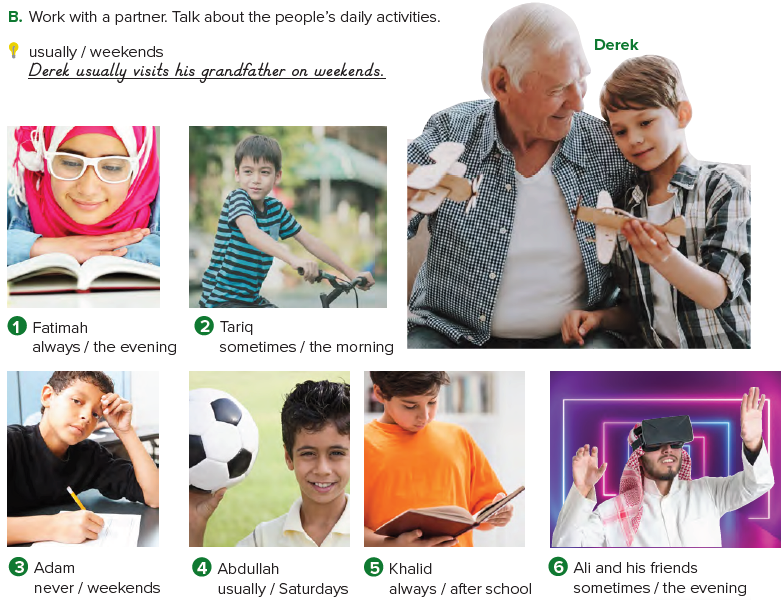 B. Work with a partner. Talk about the people's daily activities.
usually / weekends
Derek usually visits his grandfather on weekends.
Derek
1 Fatimah
always / the evening
2 Tariq
sometimes / the morning
3 Adam
never / weekends
4 Abdullah
usually / Saturdays
5 Khalid
always / after school
6 Ali and his friends
sometimes / the evening